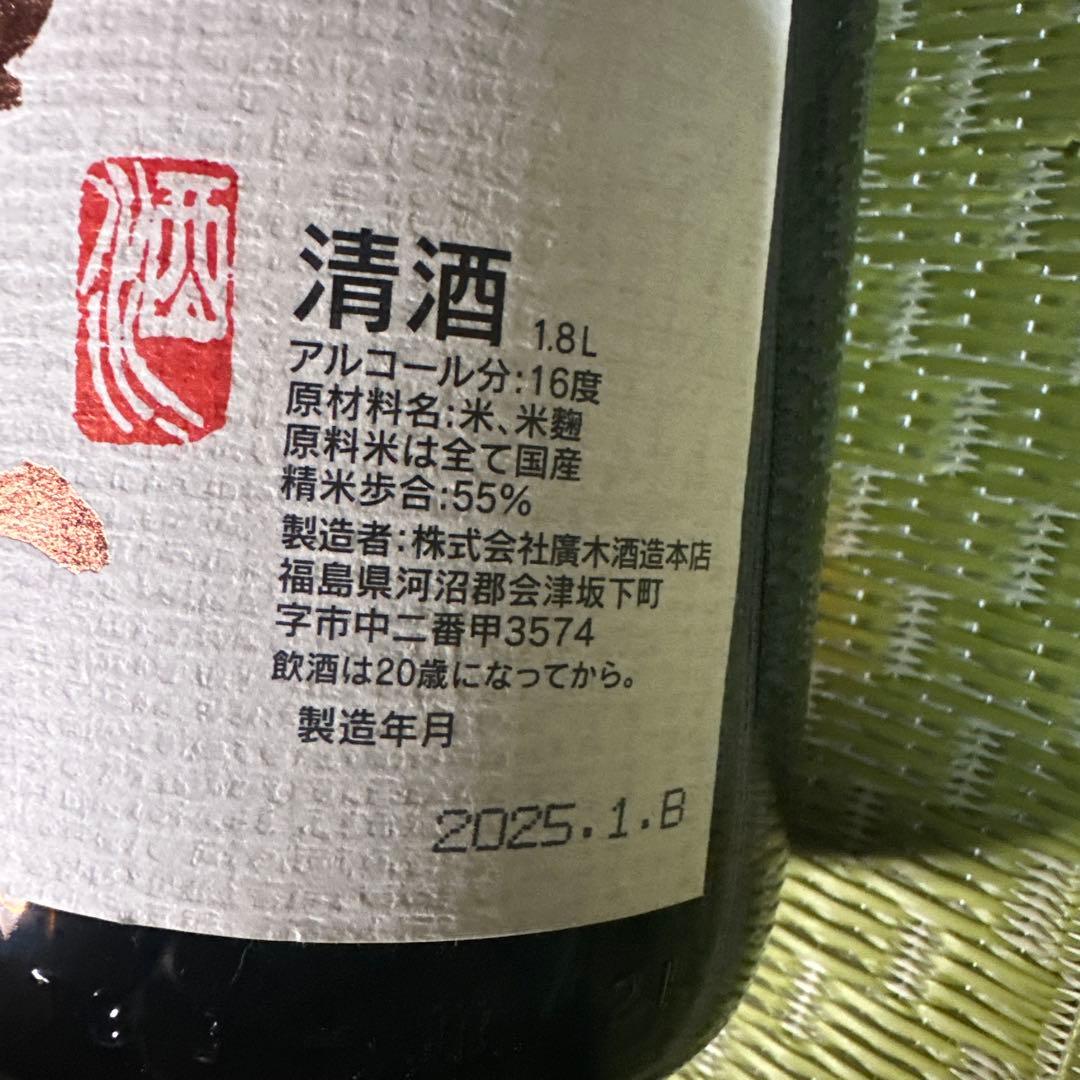 酒
清酒 1.8L
アルコール分:16度
原材料名:米、米麹
原料米は全て国産
精米歩合:55%
製造者:株式会社廣木酒造本店
福島県河沼郡会津坂下町
字市中二番甲3574
飲酒は20歳になってから。
製造年月
2025.1.B